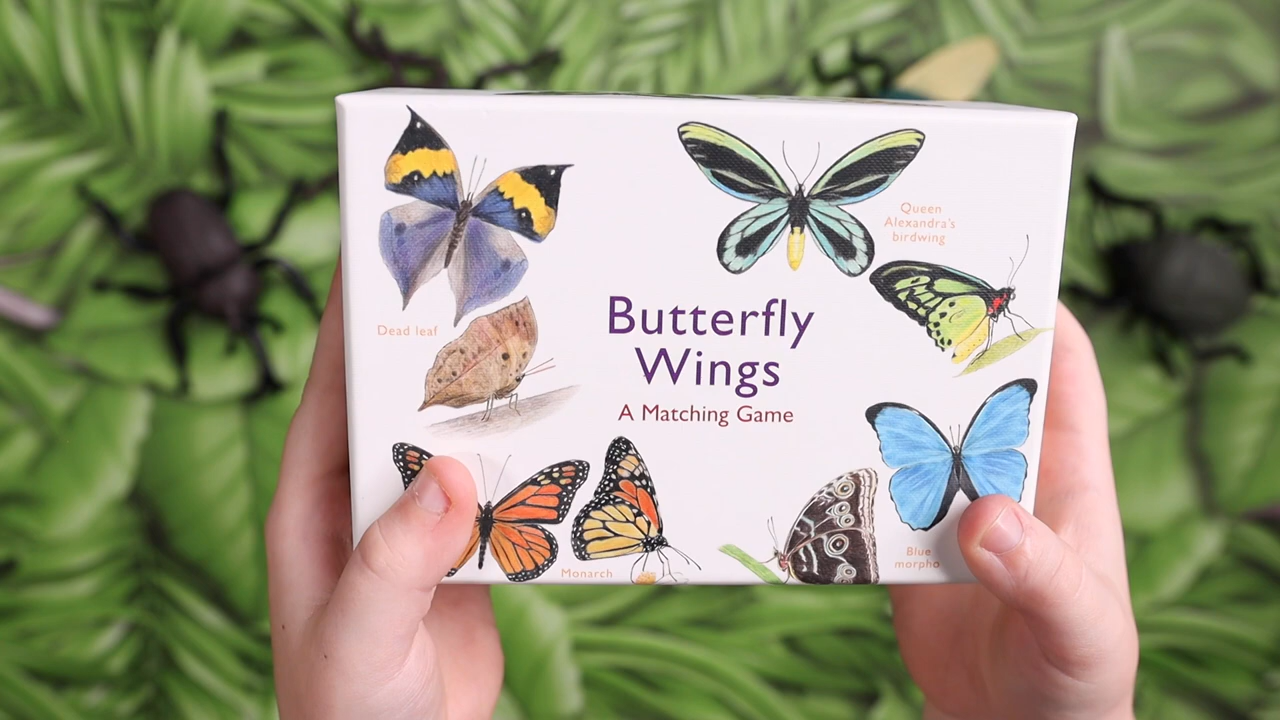 Queen
Alexandra's
birdwing
Dead leaf
Butterfly
Wings
A Matching Game
Monarch
Blue
morpho